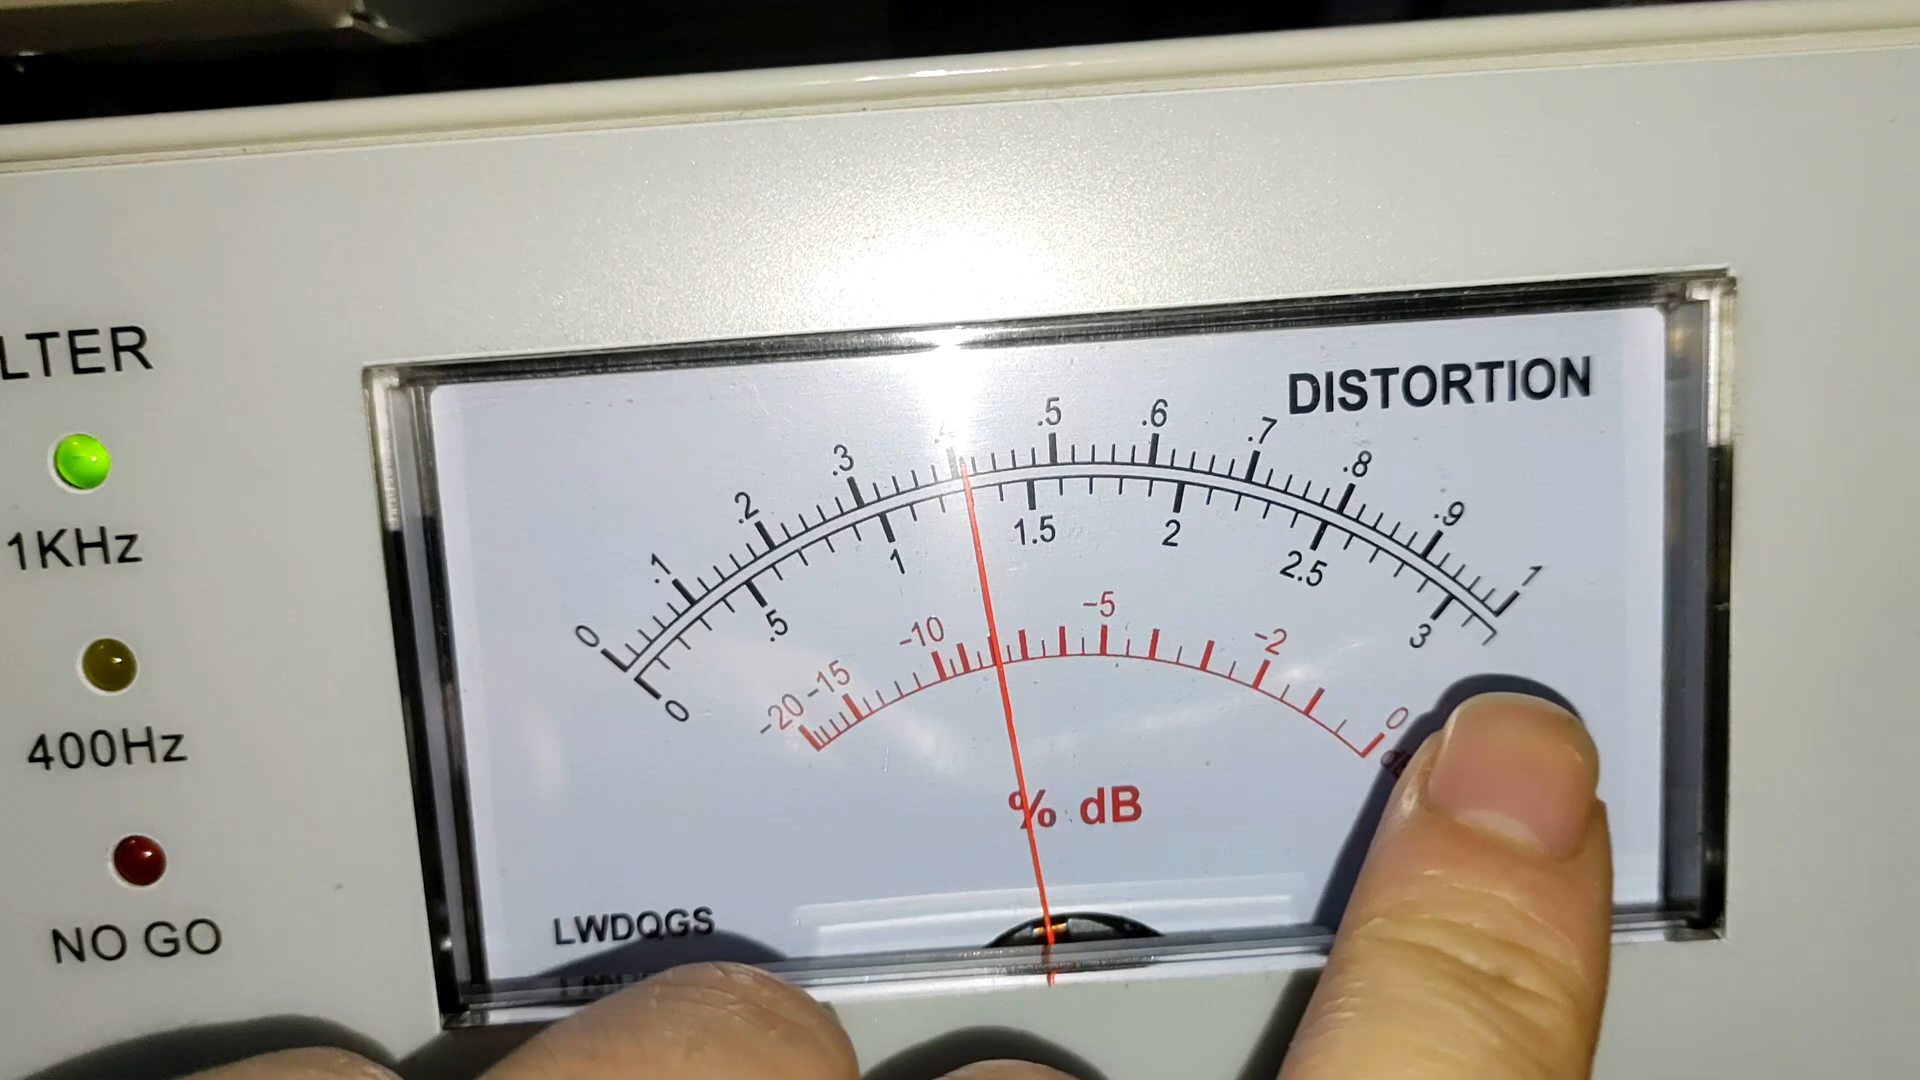 LTER
1KHz
400Hz
NO GO
DISTORTION
0 .1 .2 .3 .5 .6 .7 .8 .9 1
0 .5 1 1.5 2 2.5 3
-20 -15 -10 -5 -2 0
% dB
LWDQGS